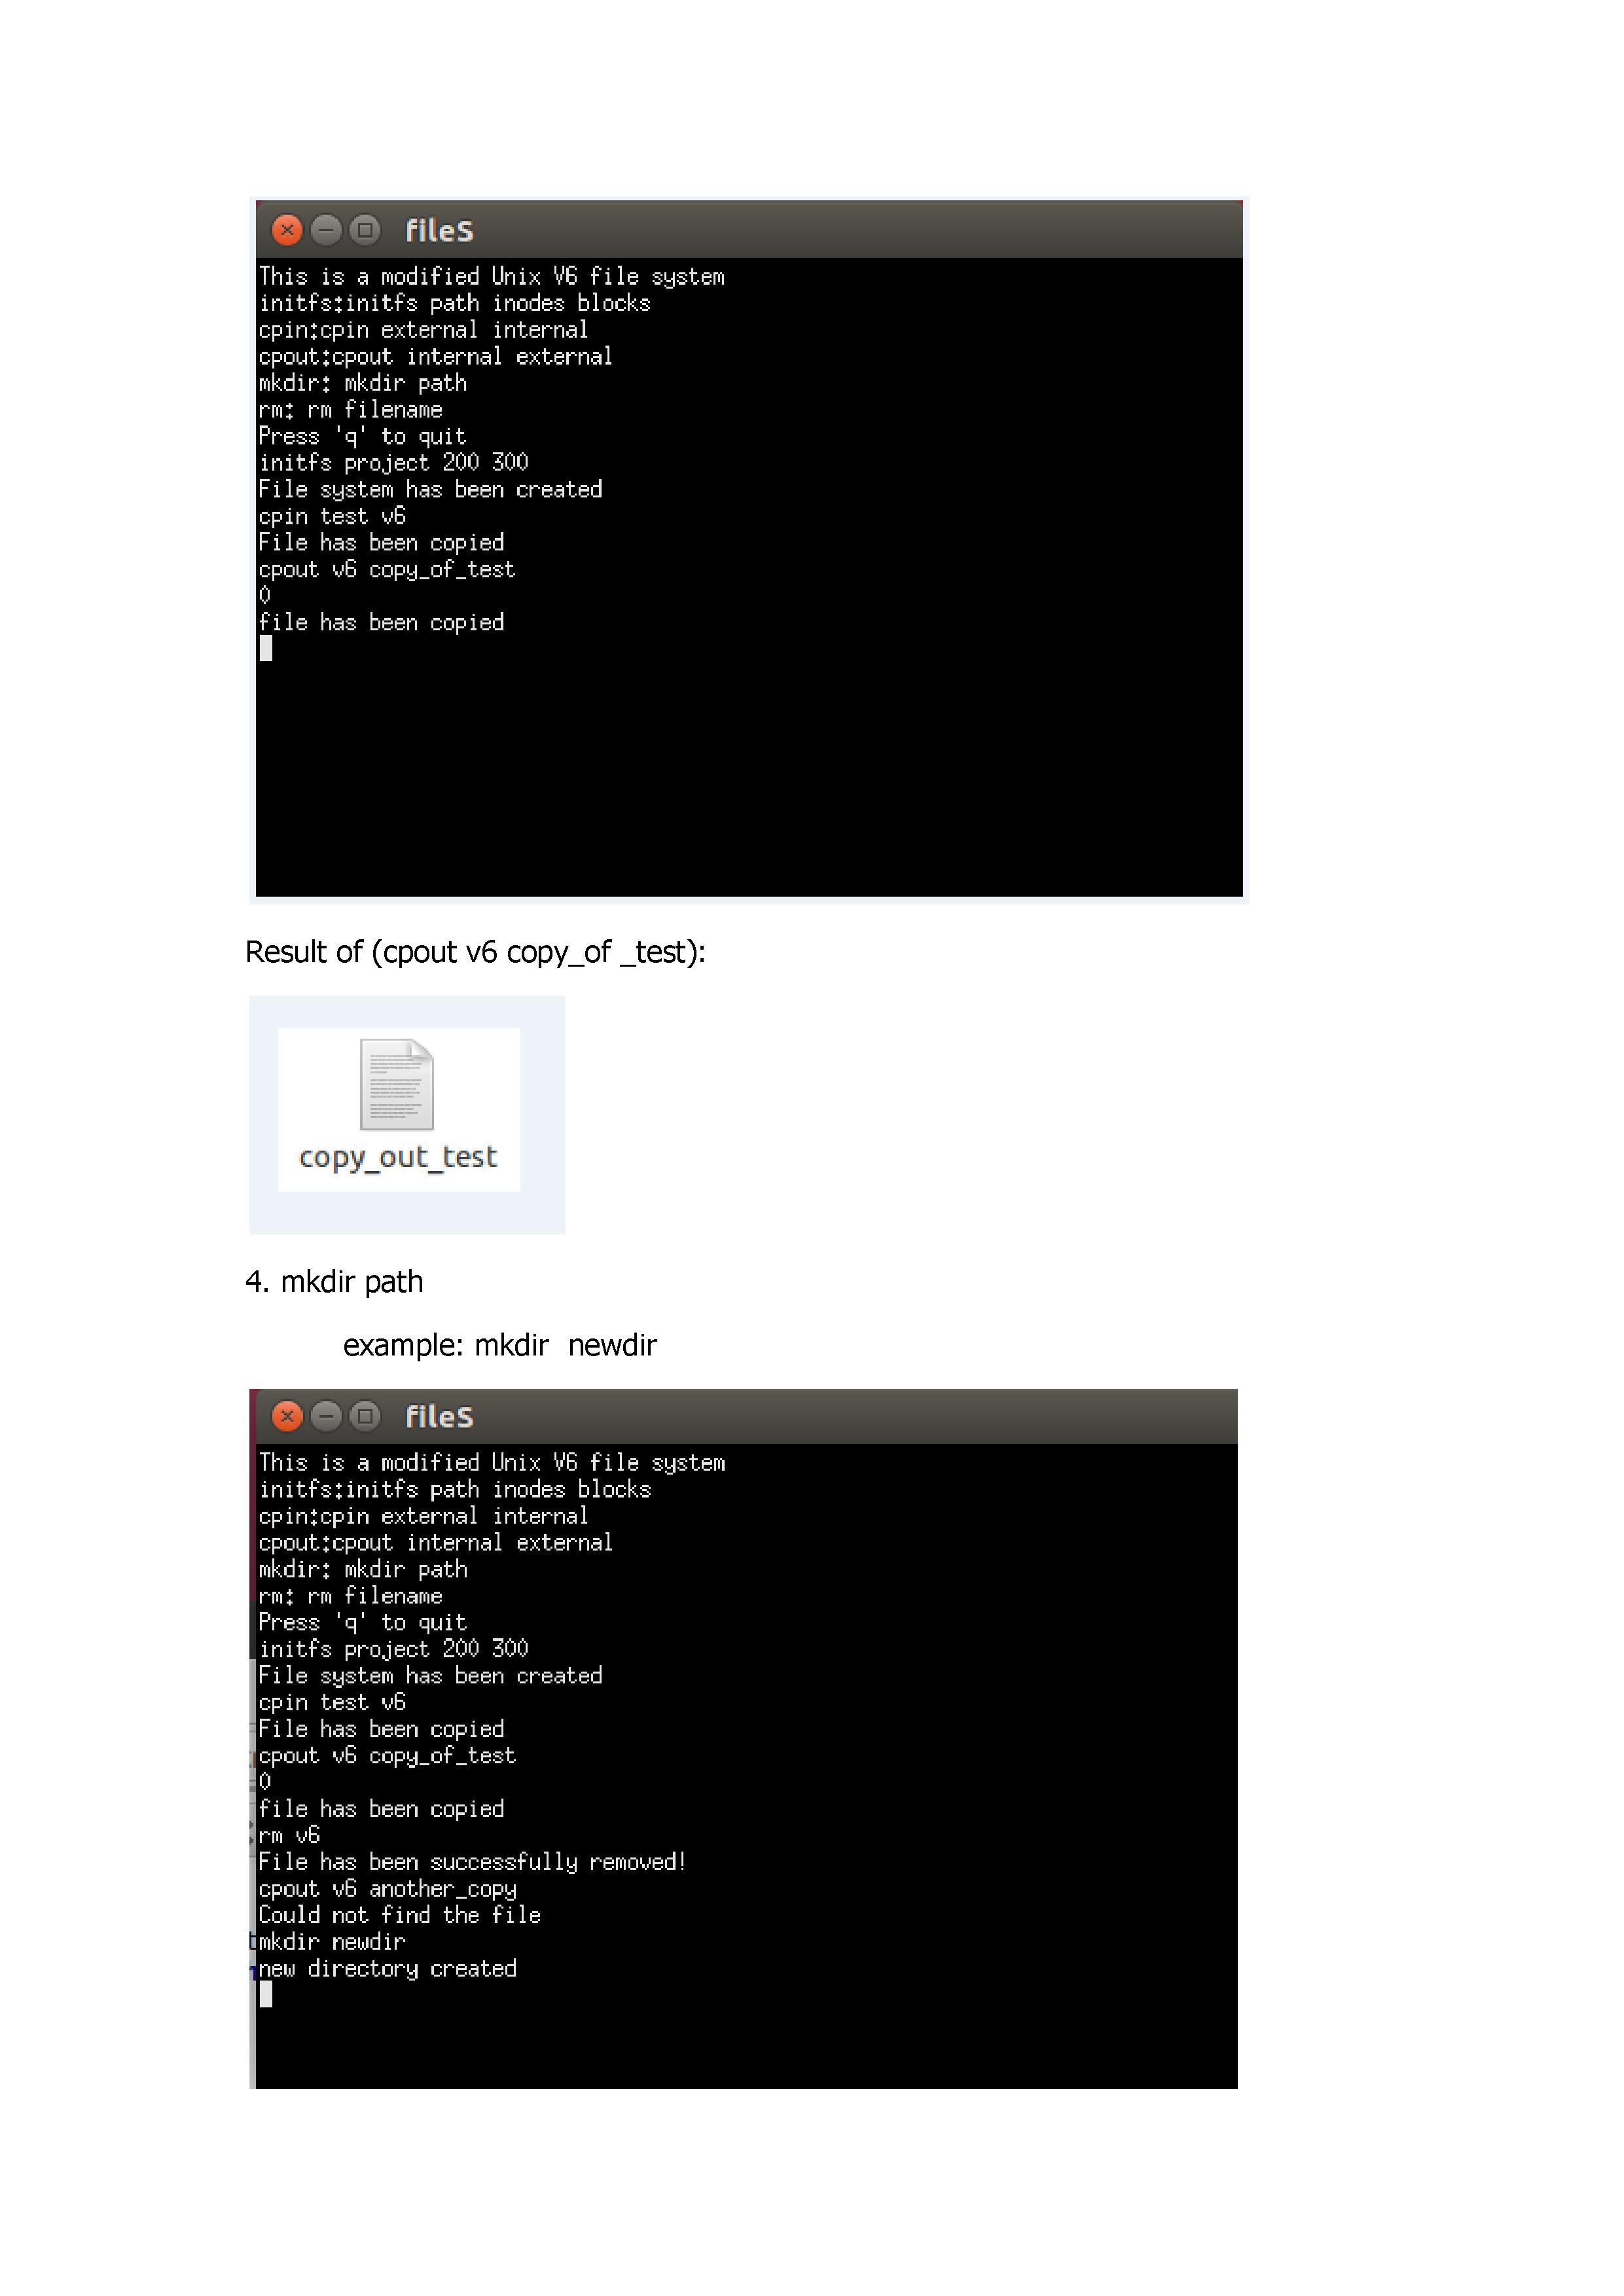 fileS
This is a modified Unix V6 file system
initfs:initfs path inodes blocks
cpin:cpin external internal
cpout:cpout internal external
mkdir: mkdir path
rm: rm filename
Press 'q' to quit
initfs project 200 300
File system has been created
cpin test v6
File has been copied
cpout v6 copy_of_test
0
file has been copied
Result of (cpout v6 copy_of _test):
copy_out_test
4. mkdir path
example: mkdir  newdir
fileS
This is a modified Unix V6 file system
initfs:initfs path inodes blocks
cpin:cpin external internal
cpout:cpout internal external
mkdir: mkdir path
rm: rm filename
Press 'q' to quit
initfs project 200 300
File system has been created
cpin test v6
File has been copied
cpout v6 copy_of_test
0
file has been copied
rm v6
File has been successfully removed!
cpout v6 another_copy
Could not find the file
mkdir newdir
new directory created